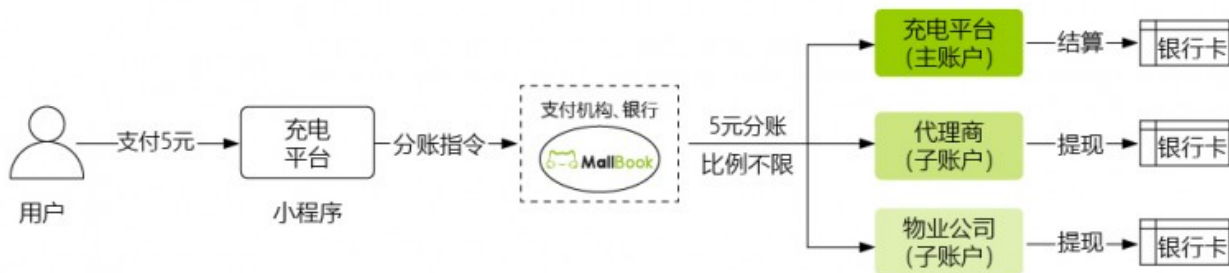 用户
支付5元
充电
平台
小程序
分账指令
支付机构、银行
MallBook
5元分账
比例不限
充电平台
(主账户)
结算
银行卡
代理商
(子账户)
提现
银行卡
物业公司
(子账户)
提现
银行卡